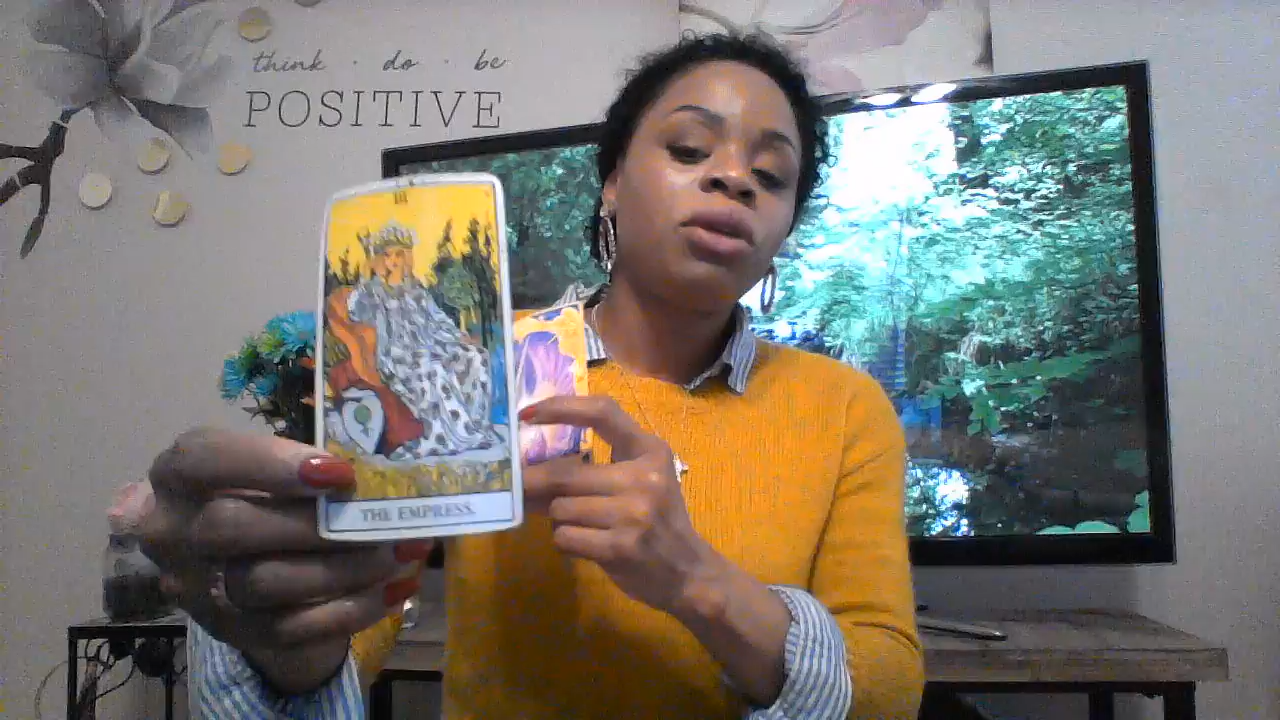 think · do · be
POSITIVE
III
THE EMPRESS.